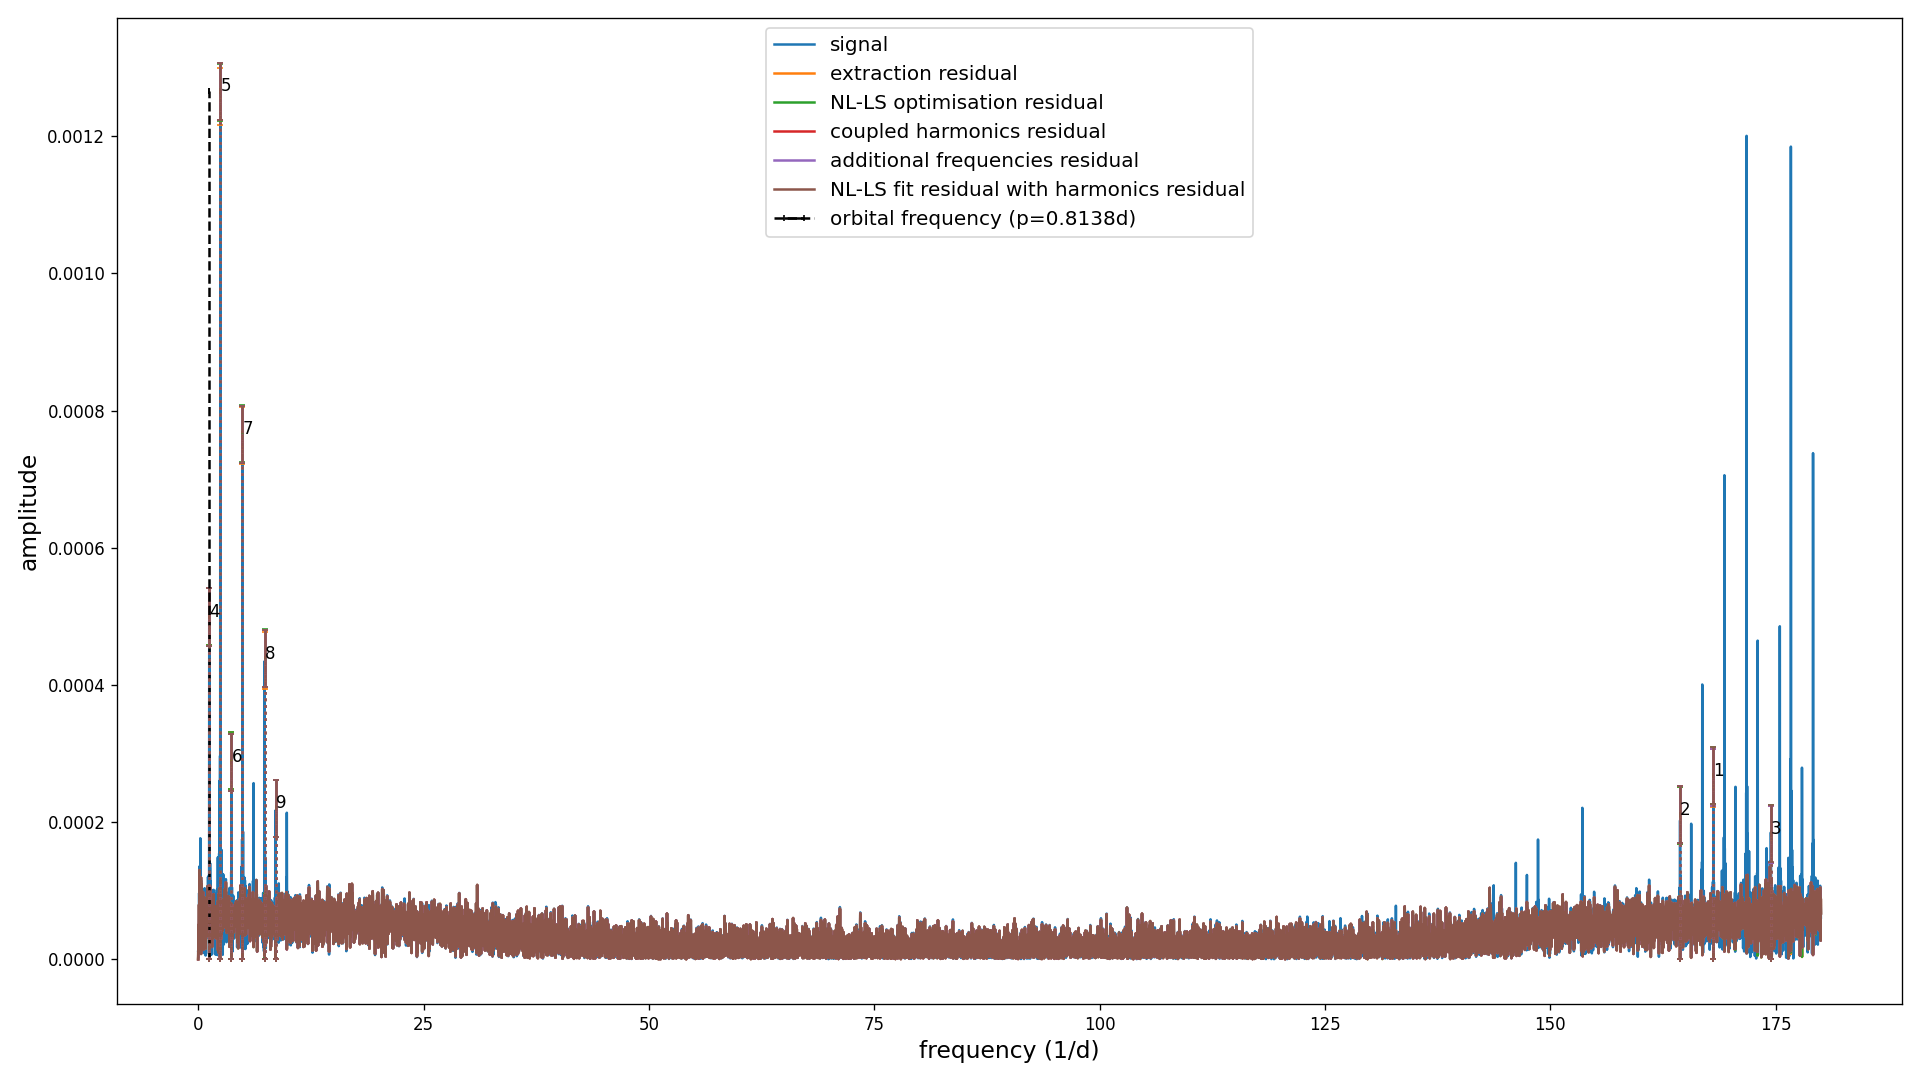 signal
extraction residual
NL-LS optimisation residual
coupled harmonics residual
additional frequencies residual
NL-LS fit residual with harmonics residual
orbital frequency (p=0.8138d)
amplitude
0.0012
0.0010
0.0008
0.0006
0.0004
0.0002
0.0000
5
7
4
8
6
9
1
2
3
0
25
50
75
100
125
150
175
frequency (1/d)